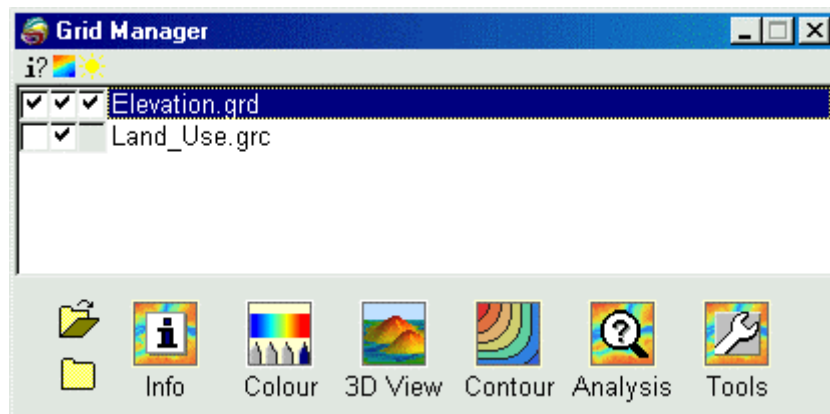 Grid Manager
i?
Elevation.grd
Land_Use.grc
Info Colour 3D View Contour Analysis Tools